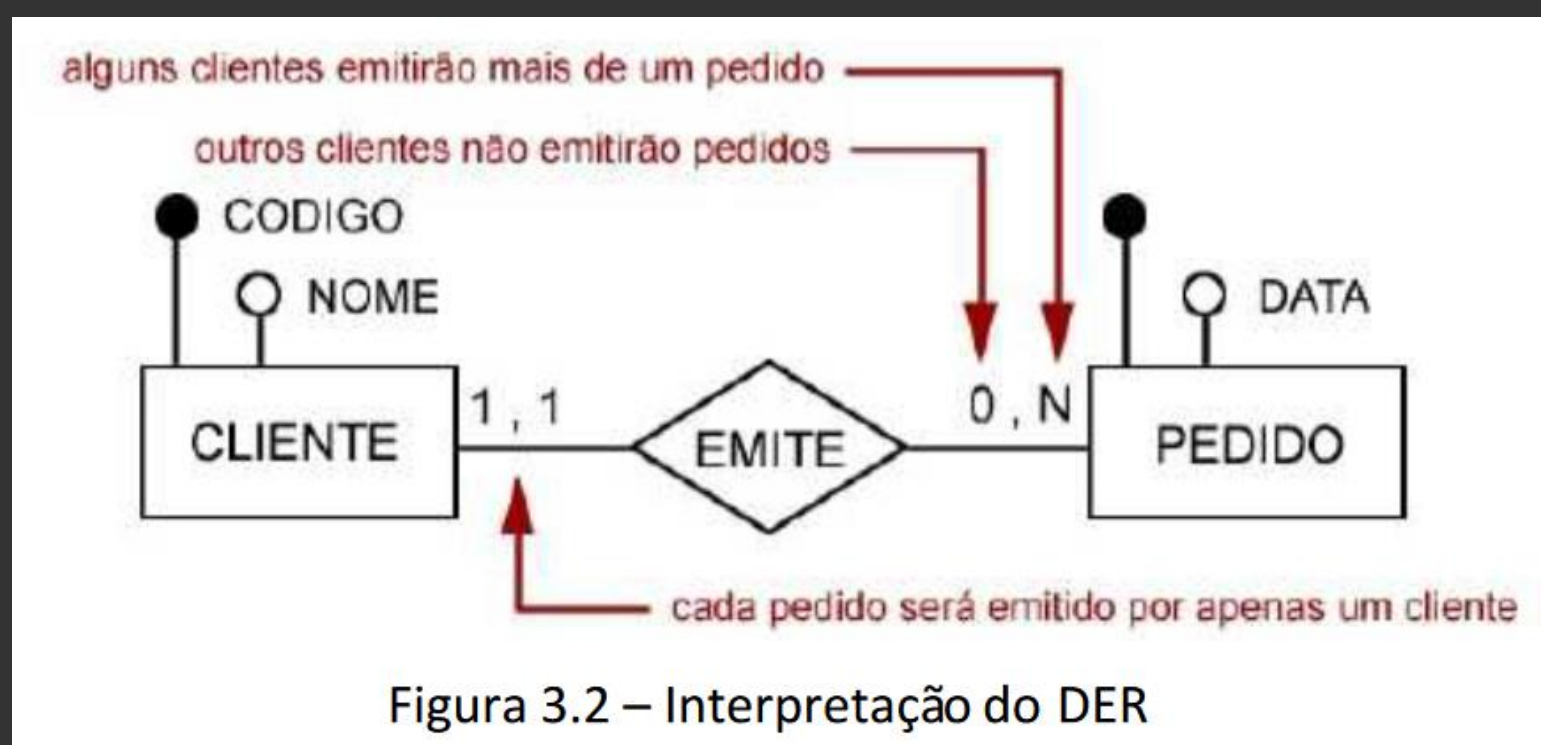 alguns clientes emitirão mais de um pedido
outros clientes não emitirão pedidos
CODIGO
NOME
DATA
CLIENTE
1 , 1
EMITE
0 , N
PEDIDO
cada pedido será emitido por apenas um cliente
Figura 3.2 – Interpretação do DER